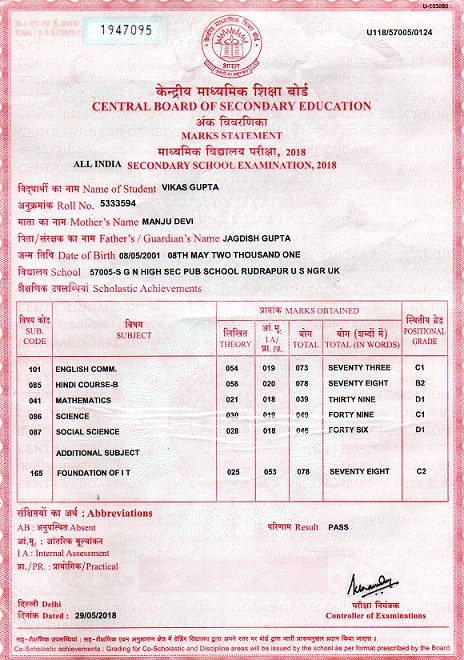 U-523093
1947095
U118/57005/0124
केन्द्रीय माध्यमिक शिक्षा बोर्ड
भारत
केन्द्रीय माध्यमिक शिक्षा बोर्ड
CENTRAL BOARD OF SECONDARY EDUCATION
अंक विवरणिका
MARKS STATEMENT
माध्यमिक विद्यालय परीक्षा, 2018
ALL INDIA SECONDARY SCHOOL EXAMINATION, 2018
विद्यार्थी का नाम Name of Student VIKAS GUPTA
अनुक्रमांक Roll No. 5333594
माता का नाम Mother's Name MANJU DEVI
पिता/संरक्षक का नाम Father's / Guardian's Name JAGDISH GUPTA
जन्म तिथि Date of Birth 08/05/2001 08TH MAY TWO THOUSAND ONE
विद्यालय School 57005-S G N HIGH SEC PUB SCHOOL RUDRAPUR U S NGR UK
शैक्षणिक उपलब्धियां Scholastic Achievements
विषय कोड SUB. CODE
विषय SUBJECT
प्राप्तांक MARKS OBTAINED
लिखित THEORY
आं. मू. I A / प्रा. PR.
योग TOTAL
योग (शब्दों में) TOTAL (IN WORDS)
स्थितीय ग्रेड POSITIONAL GRADE
101 ENGLISH COMM. 054 019 073 SEVENTY THREE C1
085 HINDI COURSE-B 058 020 078 SEVENTY EIGHT B2
041 MATHEMATICS 021 018 039 THIRTY NINE D1
086 SCIENCE 030 019 049 FORTY NINE C1
087 SOCIAL SCIENCE 028 018 046 FORTY SIX D1
ADDITIONAL SUBJECT
165 FOUNDATION OF I T 025 053 078 SEVENTY EIGHT C2
संक्षिप्तियों का अर्थ : Abbreviations
AB : अनुपस्थित Absent
परिणाम Result PASS
आं. मू. : आंतरिक मूल्यांकन
I A : Internal Assessment
प्रा. / PR. : प्रायोगिक / Practical
दिल्ली Delhi
दिनांक Dated : 29/05/2018
परीक्षा नियंत्रक
Controller of Examinations
सह-शैक्षणिक उपलब्धियां : सह-शैक्षणिक एवम अनुशासन क्षेत्र में ग्रेडिंग विद्यालय द्वारा अपने स्तर पर बोर्ड द्वारा जारी प्रारूपानुसार प्रदान किया जाएगा ।
Co-Scholastic achievements : Grading for Co-Scholastic and Discipline areas will be issued by the school as per format prescribed by the Board.